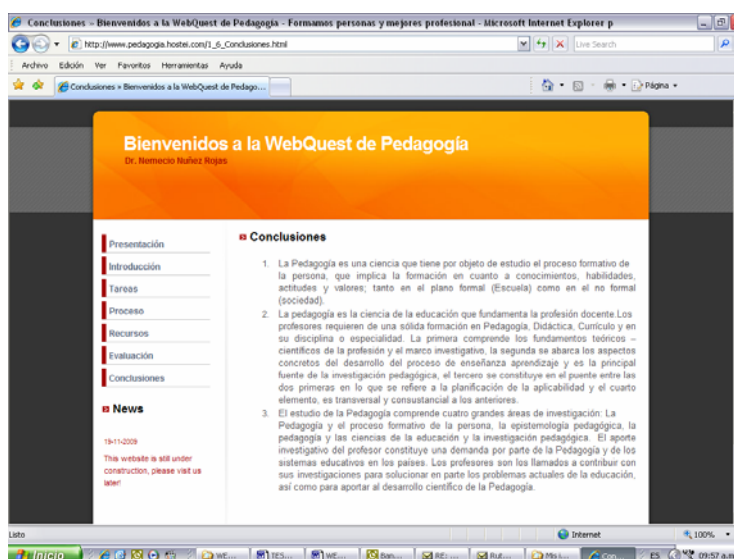 Conclusiones - Bienvenidos a la WebQuest de Pedagogía - Formamos personas y mejores profesional - Microsoft Internet Explorer p
http://www.pedagogia.hostei.com/1_6_Conclusiones.html
Live Search
Archivo Edición Ver Favoritos Herramientas Ayuda
Conclusiones » Bienvenidos a la WebQuest de Pedago...
Página
Bienvenidos a la WebQuest de Pedagogía
Dr. Nomecio Nuñez Rojas
Presentación
Introducción
Tareas
Proceso
Recursos
Evaluación
Conclusiones
News
19-11-2009
This website is still under
construction, please visit us
later!
Conclusiones
1. La Pedagogía es una ciencia que tiene por objeto de estudio el proceso formativo de
la persona, que implica la formación en cuanto a conocimientos, habilidades,
actitudes y valores; tanto en el plano formal (Escuela) como en el no formal
(sociedad).
2. La pedagogía es la ciencia de la educación que fundamenta la profesión docente.Los
profesores requieren de una sólida formación en Pedagogía, Didáctica, Currículo y en
su disciplina o especialidad. La primera comprende los fundamentos teóricos –
científicos de la profesión y el marco investigativo, la segunda se abarca los aspectos
concretos del desarrollo del proceso de enseñanza aprendizaje y es la principal
fuente de la investigación pedagógica, el tercero se constituye en el puente entre las
dos primeras en lo que se refiere a la planificación de la aplicabilidad y el cuarto
elemento, es transversal y consustancial a los anteriores.
3. El estudio de la Pedagogía comprende cuatro grandes áreas de investigación: La
Pedagogía y el proceso formativo de la persona, la epistemología pedagógica, la
pedagogía y las ciencias de la educación y la investigación pedagógica. El aporte
investigativo del profesor constituye una demanda por parte de la Pedagogía y de los
sistemas educativos en los países. Los profesores son los llamados a contribuir con
sus investigaciones para solucionar en parte los problemas actuales de la educación,
así como para aportar al desarrollo científico de la Pedagogía.
Listo Internet 100%
Inicio WE... TES... WE... Ban... RE: ... Rut... Mis i... Con... ES 09:57 a.m.